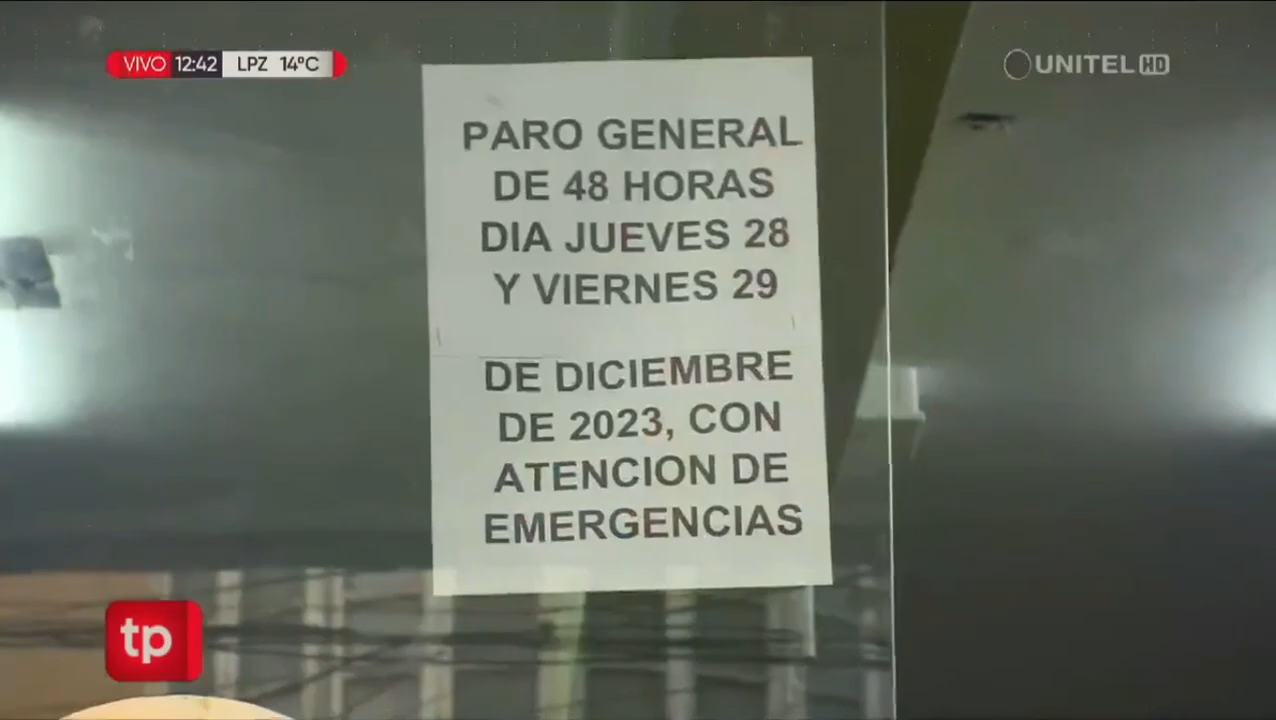 VIVO 12:42 LPZ 14°C
UNITEL HD
PARO GENERAL
DE 48 HORAS
DIA JUEVES 28
Y VIERNES 29
DE DICIEMBRE
DE 2023, CON
ATENCION DE
EMERGENCIAS
tp